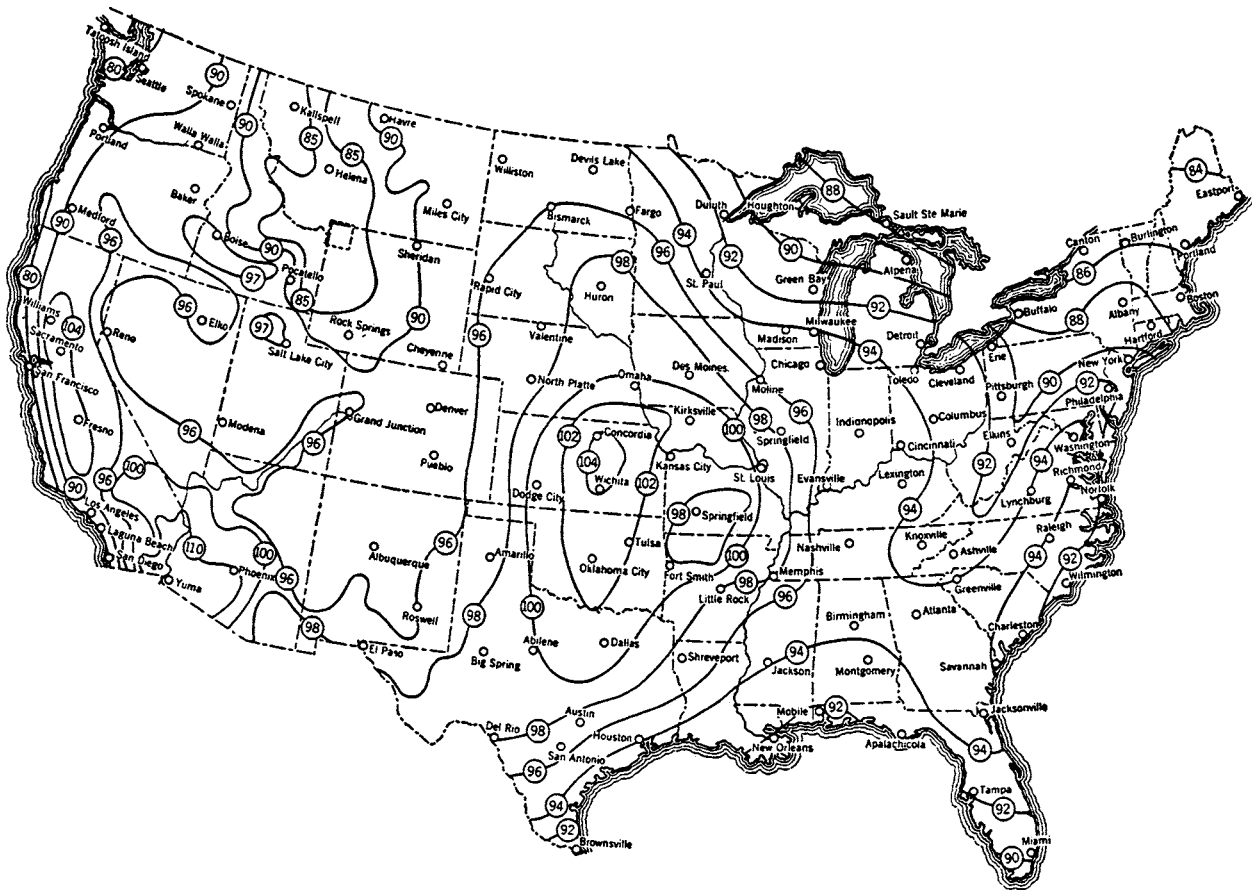 Tatoosh Island
80
Seattle
90
Spokane
Portland
Walla Walla
90
Kalispell
85
85
Havre
90
Helena
Williston
Devils Lake
Duluth
Houghton
88
Sault Ste Marie
84
Eastport
Baker
Miles City
Bismarck
Fargo
94
96
92
90
Green Bay
Alpena
Canton
Burlington
Portland
86
Medford
90
96
Boise
90
97
Pocatello
85
Sheridan
Rapid City
98
Huron
St. Paul
92
Buffalo
Albany
Boston
88
Hartford
80
Williams
104
Sacramento
Reno
96
Elko
97
Salt Lake City
Rock Springs
90
Cheyenne
96
Valentine
Madison
Milwaukee
94
Detroit
Erie
New York
San Francisco
North Platte
Omaha
Des Moines
Moline
Chicago
Toledo
Cleveland
Pittsburgh
90
92
Philadelphia
Fresno
Modena
96
96
Grand Junction
Denver
Pueblo
102
Concordia
104
Wichita
Kirksville
100
98
96
Springfield
Indianopolis
Columbus
Cincinnati
Elkins
Washington
92
94
Richmond
90
96
100
Los Angeles
Laguna Beach
San Diego
Dodge City
Kansas City
102
St. Louis
Evansville
Lexington
94
Lynchburg
Norfolk
110
100
96
Phoenix
Yuma
Albuquerque
96
Amarillo
98
Springfield
Tulsa
Oklahoma City
100
Fort Smith
98
Little Rock
Memphis
96
Nashville
Knoxville
Ashville
Raleigh
94
92
Wilmington
Greenville
Roswell
98
El Paso
98
100
Abilene
Big Spring
Dallas
Shreveport
Birmingham
Atlanta
Charleston
94
Jackson
Montgomery
Savannah
Del Rio
98
Austin
Houston
Mobile
92
New Orleans
Apalachicola
Jacksonville
94
96
San Antonio
94
92
Brownsville
Tampa
92
Miami
90